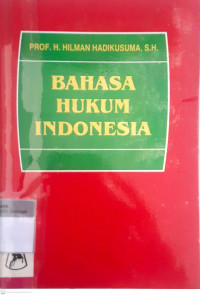 PROF. H. HILMAN HADIKUSUMA, S.H.
BAHASA
HUKUM
INDONESIA